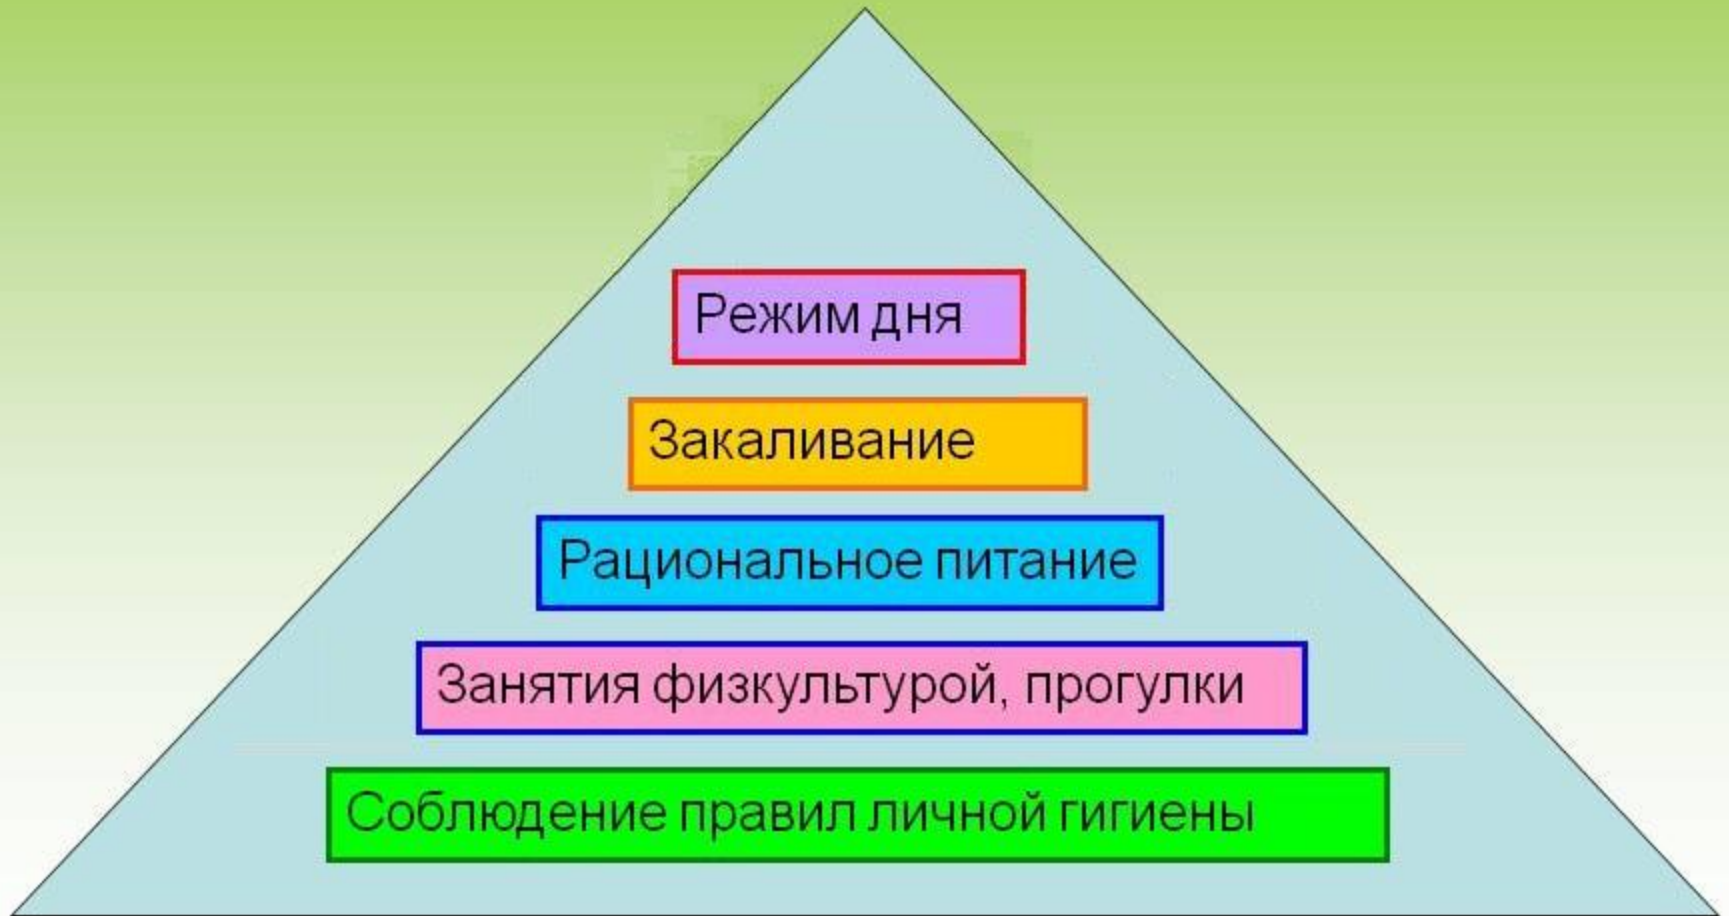 Режим дня
Закаливание
Рациональное питание
Занятия физкультурой, прогулки
Соблюдение правил личной гигиены